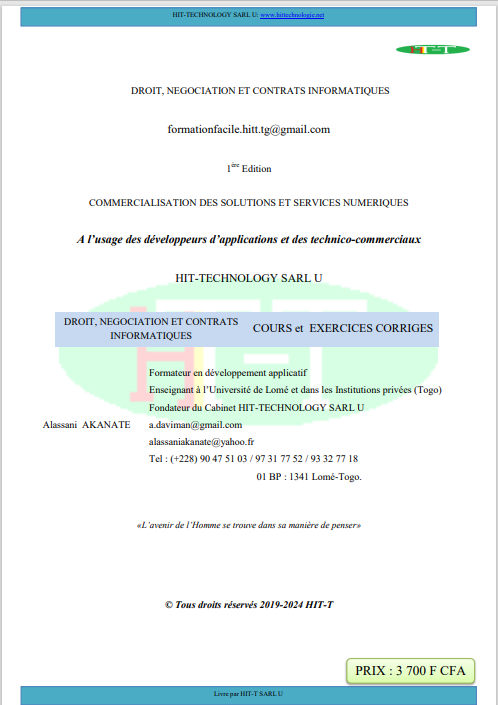 HIT-TECHNOLOGY SARL U: www.hittechnologie.net
DROIT, NEGOCIATION ET CONTRATS INFORMATIQUES
formationfacile.hitt.tg@gmail.com
1ère Edition
COMMERCIALISATION DES SOLUTIONS ET SERVICES NUMERIQUES
A l’usage des développeurs d’applications et des technico-commerciaux
HIT-TECHNOLOGY SARL U
DROIT, NEGOCIATION ET CONTRATS INFORMATIQUES
COURS et EXERCICES CORRIGES
Formateur en développement applicatif
Enseignant à l’Université de Lomé et dans les Institutions privées (Togo)
Fondateur du Cabinet HIT-TECHNOLOGY SARL U
Alassani AKANATE
a.daviman@gmail.com
alassaniakanate@yahoo.fr
Tel : (+228) 90 47 51 03 / 97 31 77 52 / 93 32 77 18
01 BP : 1341 Lomé-Togo.
«L’avenir de l’Homme se trouve dans sa manière de penser»
© Tous droits réservés 2019-2024 HIT-T
PRIX : 3 700 F CFA
Livre par HIT-T SARL U